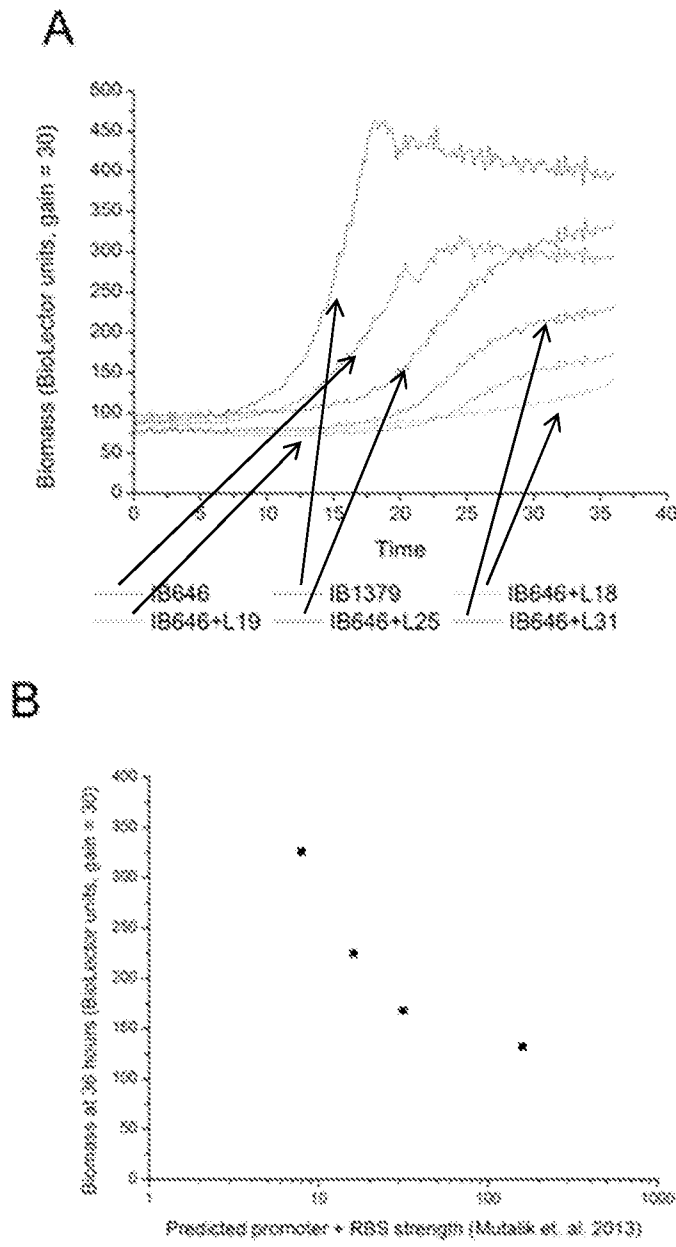 A
Biomass (BioLector units, gain = 30)
500
450
400
350
300
250
200
150
100
50
0
0 5 10 15 20 25 30 35 40
Time
IB646 IB1379 IB646+L18
IB646+L19 IB646+L25 IB646+L31
B
Biomass at 36 hours (BioLector units, gain = 30)
400
350
300
250
200
150
100
50
0
1 10 100 1000
Predicted promoter + RBS strength (Mutalik et. al. 2013)